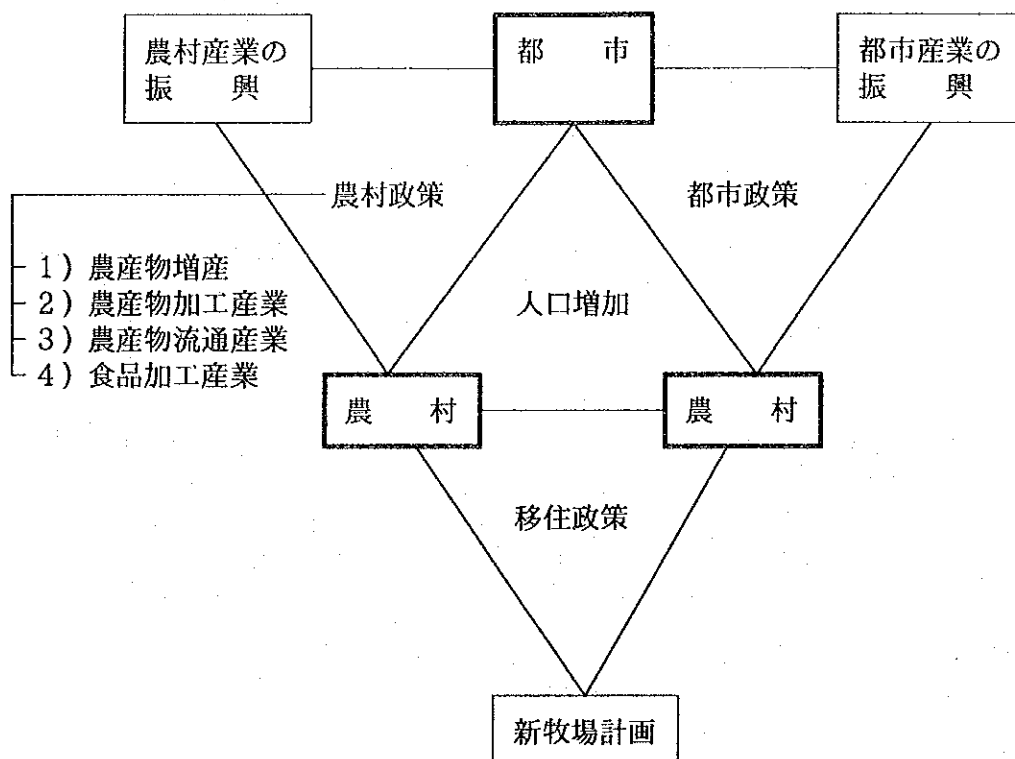 農村産業の
振　　興
都　　市
都市産業の
振　　興
農村政策
都市政策
1）農産物増産
2）農産物加工産業
3）農産物流通産業
4）食品加工産業
人口増加
農　　村
農　　村
移住政策
新牧場計画